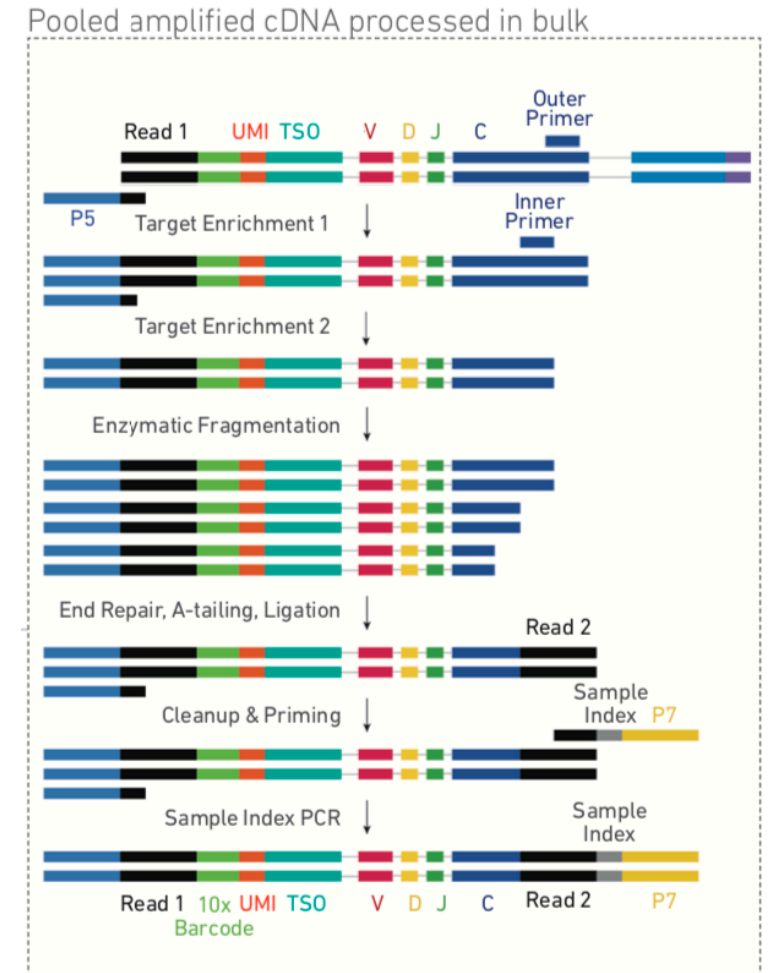 Pooled amplified cDNA processed in bulk
Outer
Primer
Read 1 UMI TSO V D J C
P5
Inner
Primer
Target Enrichment 1
Target Enrichment 2
Enzymatic Fragmentation
End Repair, A-tailing, Ligation
Read 2
Sample
Index P7
Cleanup & Priming
Sample Index PCR
Sample
Index
Read 1 10x UMI TSO V D J C Read 2 P7
Barcode